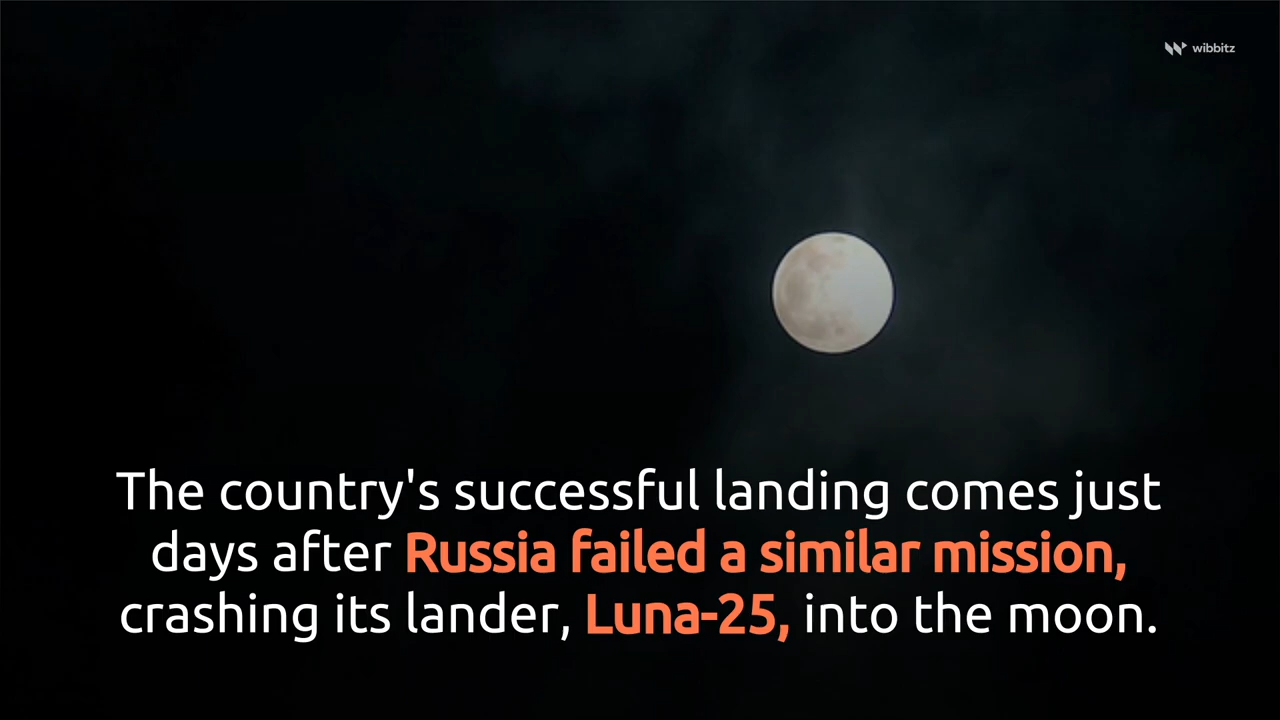 wibbitz
The country's successful landing comes just
days after Russia failed a similar mission,
crashing its lander, Luna-25, into the moon.